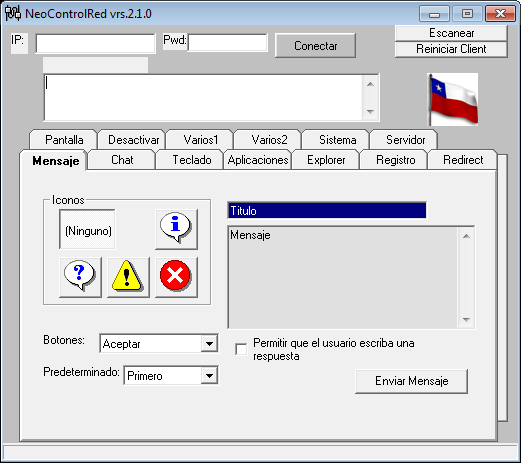 NeoControlRed vrs.2.1.0
IP:
Pwd:
Conectar
Escanear
Reiniciar Client
Pantalla Desactivar Varios1 Varios2 Sistema Servidor
Mensaje Chat Teclado Aplicaciones Explorer Registro Redirect
Iconos
(Ninguno)
Titulo
Mensaje
Botones: Aceptar
Permitir que el usuario escriba una
respuesta
Predeterminado: Primero
Enviar Mensaje